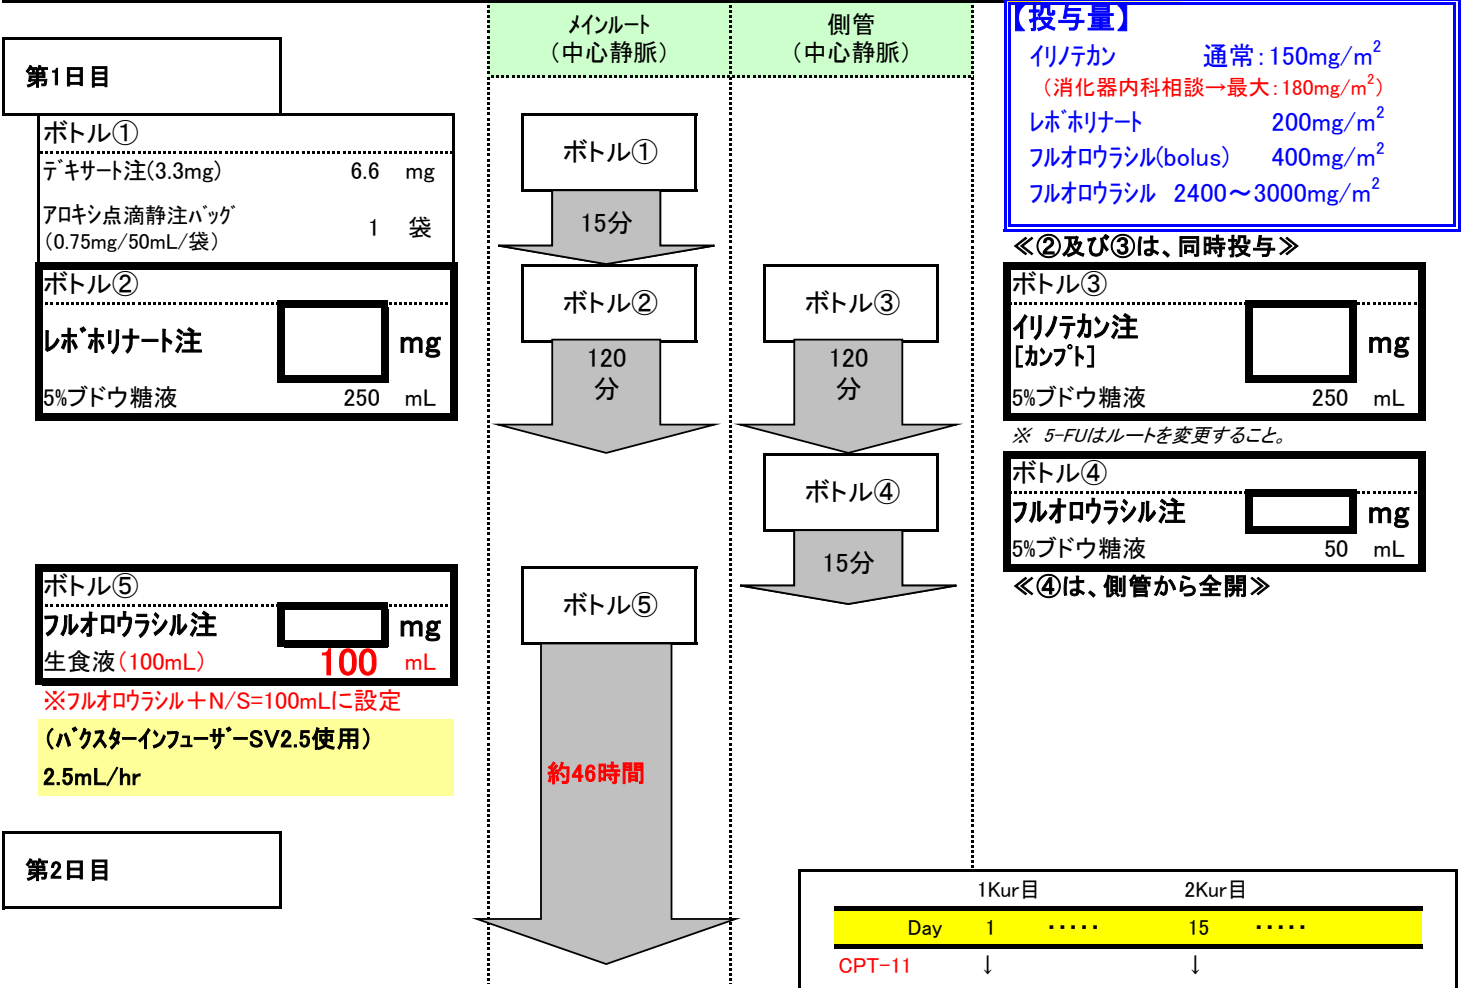 メインルート
（中心静脈）
側管
（中心静脈）
【投与量】
イリノテカン　通常：150mg/m²
（消化器内科相談→最大：180mg/m²）
レボホリナート　200mg/m²
フルオロウラシル(bolus)　400mg/m²
フルオロウラシル　2400～3000mg/m²
第1日目
ボトル①
デキサート注(3.3mg)　6.6　mg
アロキシ点滴静注バッグ
（0.75mg/50mL/袋）　1　袋
ボトル①
15分
≪②及び③は、同時投与≫
ボトル②
レボホリナート注　mg
5%ブドウ糖液　250　mL
ボトル②
120
分
ボトル③
120
分
ボトル③
イリノテカン注
[カンプト]　mg
5%ブドウ糖液　250　mL
※　5-FUはルートを変更すること。
ボトル④
15分
ボトル④
フルオロウラシル注　mg
5%ブドウ糖液　50　mL
≪④は、側管から全開≫
ボトル⑤
フルオロウラシル注　mg
生食液（100mL）　100　mL
※フルオロウラシル＋N/S=100mLに設定
（バクスターインフューザーSV2.5使用）
2.5mL/hr
ボトル⑤
約46時間
第2日目
1Kur目　2Kur目
Day　1　・・・・・　15　・・・・・
CPT-11　↓　↓